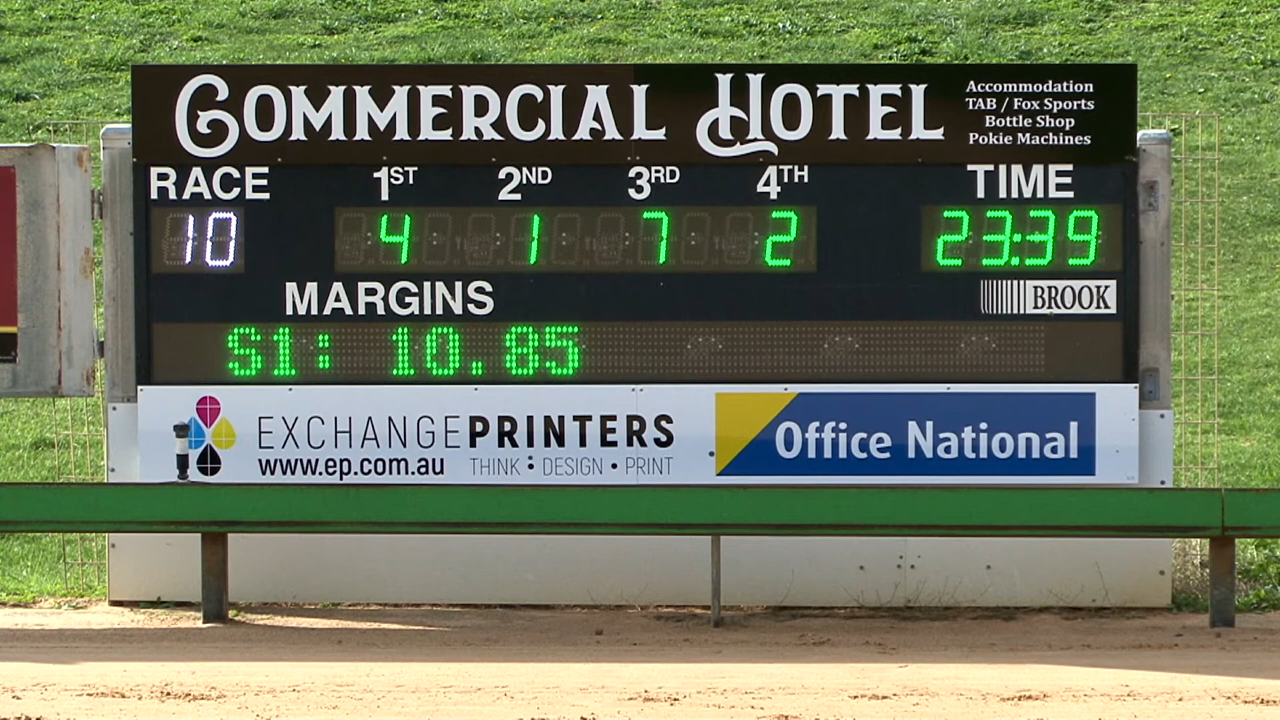 COMMERCIAL HOTEL
Accommodation
TAB / Fox Sports
Bottle Shop
Pokie Machines
RACE 1ST 2ND 3RD 4TH TIME
10 4 1 7 2 23:39
MARGINS
BROOK
S1: 10.85
EXCHANGEPRINTERS
www.ep.com.au THINK : DESIGN • PRINT
Office National